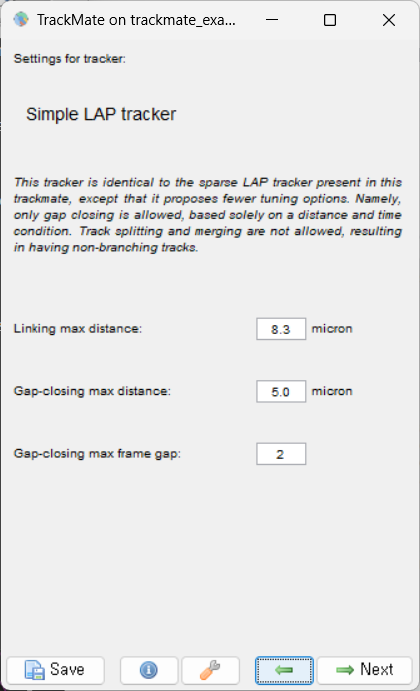 TrackMate on trackmate_exa...
Settings for tracker:
Simple LAP tracker
This tracker is identical to the sparse LAP tracker present in this
trackmate, except that it proposes fewer tuning options. Namely,
only gap closing is allowed, based solely on a distance and time
condition. Track splitting and merging are not allowed, resulting
in having non-branching tracks.
Linking max distance: 8.3 micron
Gap-closing max distance: 5.0 micron
Gap-closing max frame gap: 2
Save Next